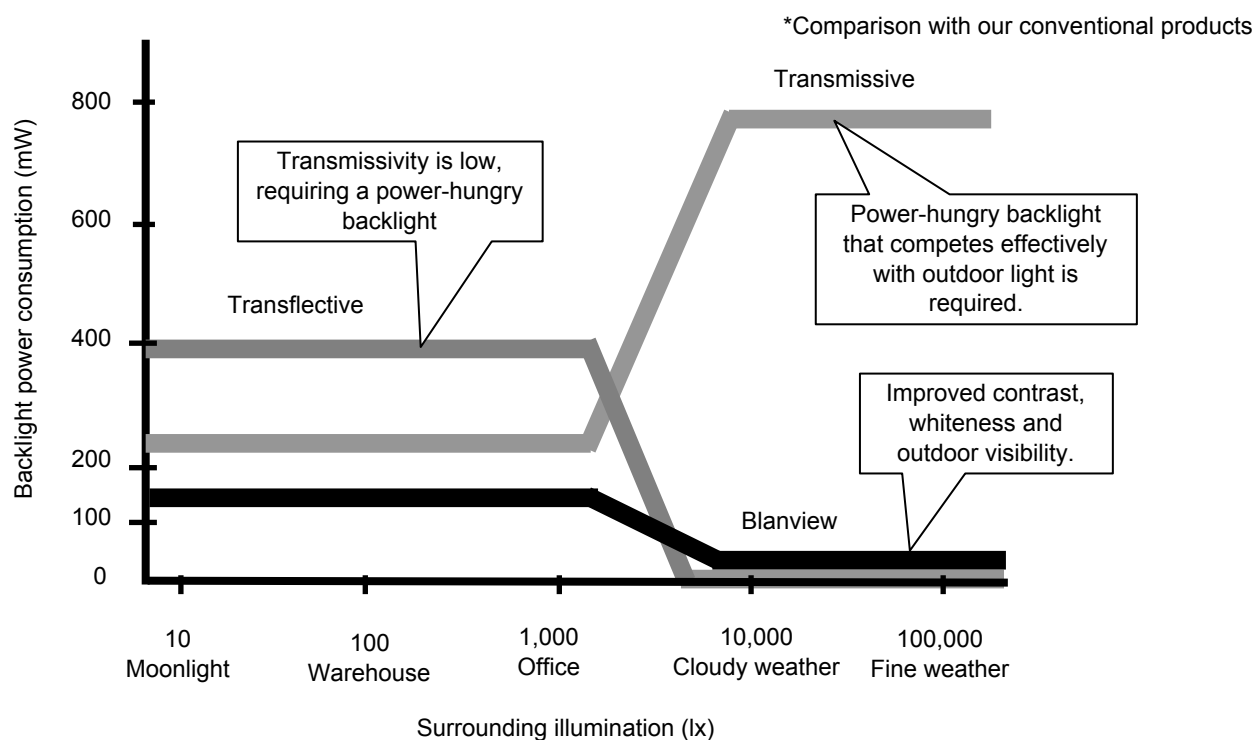 *Comparison with our conventional products
Transmissive
800
Transmissivity is low,
requiring a power-hungry
backlight
600
Power-hungry backlight
that competes effectively
with outdoor light is
required.
Transflective
400
Backlight power consumption (mW)
Improved contrast,
whiteness and
outdoor visibility.
200
100
Blanview
0
10
100
1,000
10,000
100,000
Moonlight
Warehouse
Office
Cloudy weather
Fine weather
Surrounding illumination (lx)